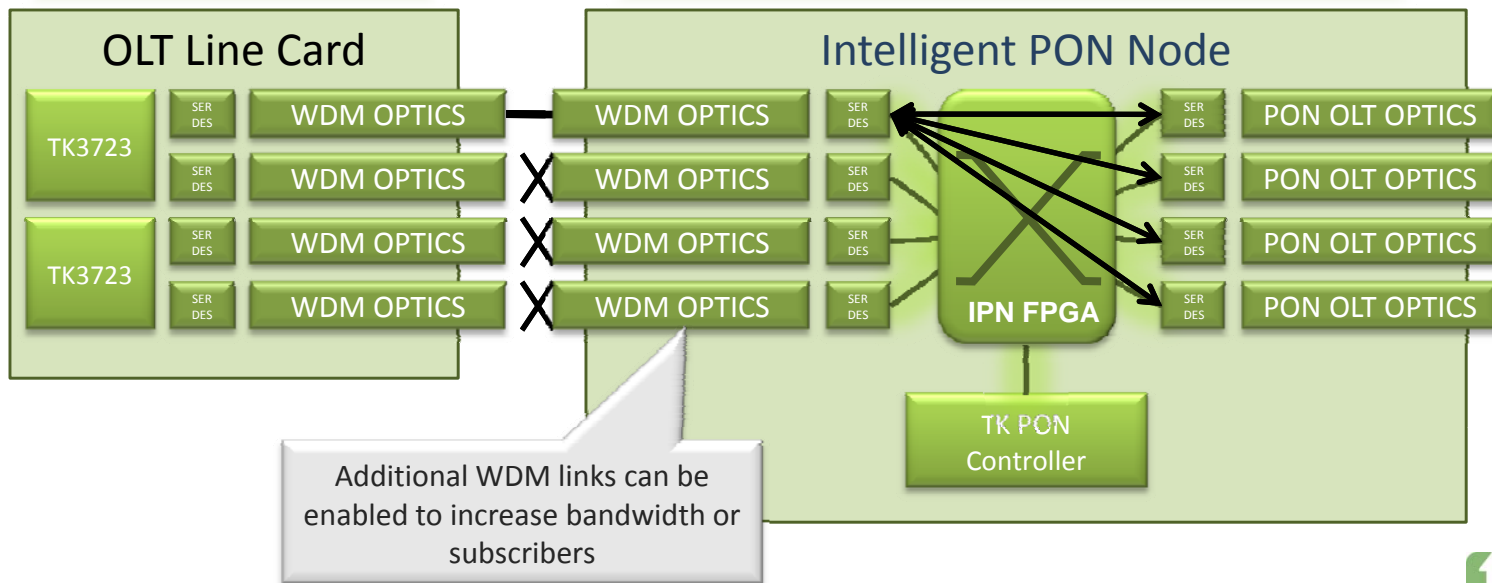 OLT Line Card
Intelligent PON Node
TK3723
SER
DES
WDM OPTICS
WDM OPTICS
SER
DES
SER
DES
PON OLT OPTICS
SER
DES
WDM OPTICS
WDM OPTICS
SER
DES
SER
DES
PON OLT OPTICS
TK3723
SER
DES
WDM OPTICS
WDM OPTICS
SER
DES
SER
DES
PON OLT OPTICS
SER
DES
WDM OPTICS
WDM OPTICS
SER
DES
SER
DES
PON OLT OPTICS
IPN FPGA
TK PON
Controller
Additional WDM links can be
enabled to increase bandwidth or
subscribers